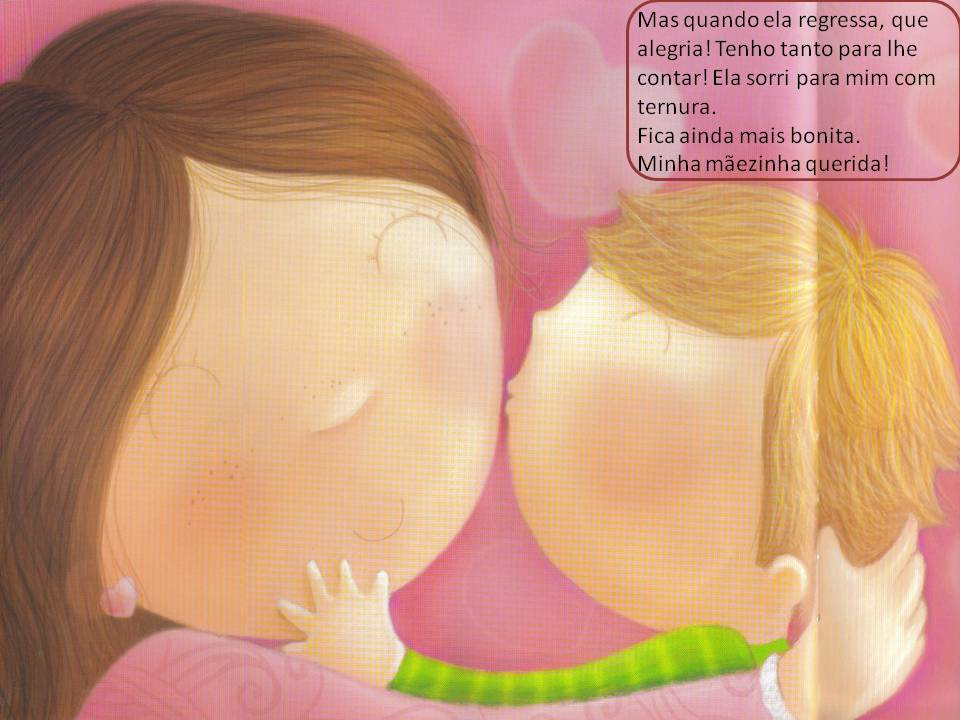 Mas quando ela regressa, que
alegria! Tenho tanto para lhe
contar! Ela sorri para mim com
ternura.
Fica ainda mais bonita.
Minha mãezinha querida!